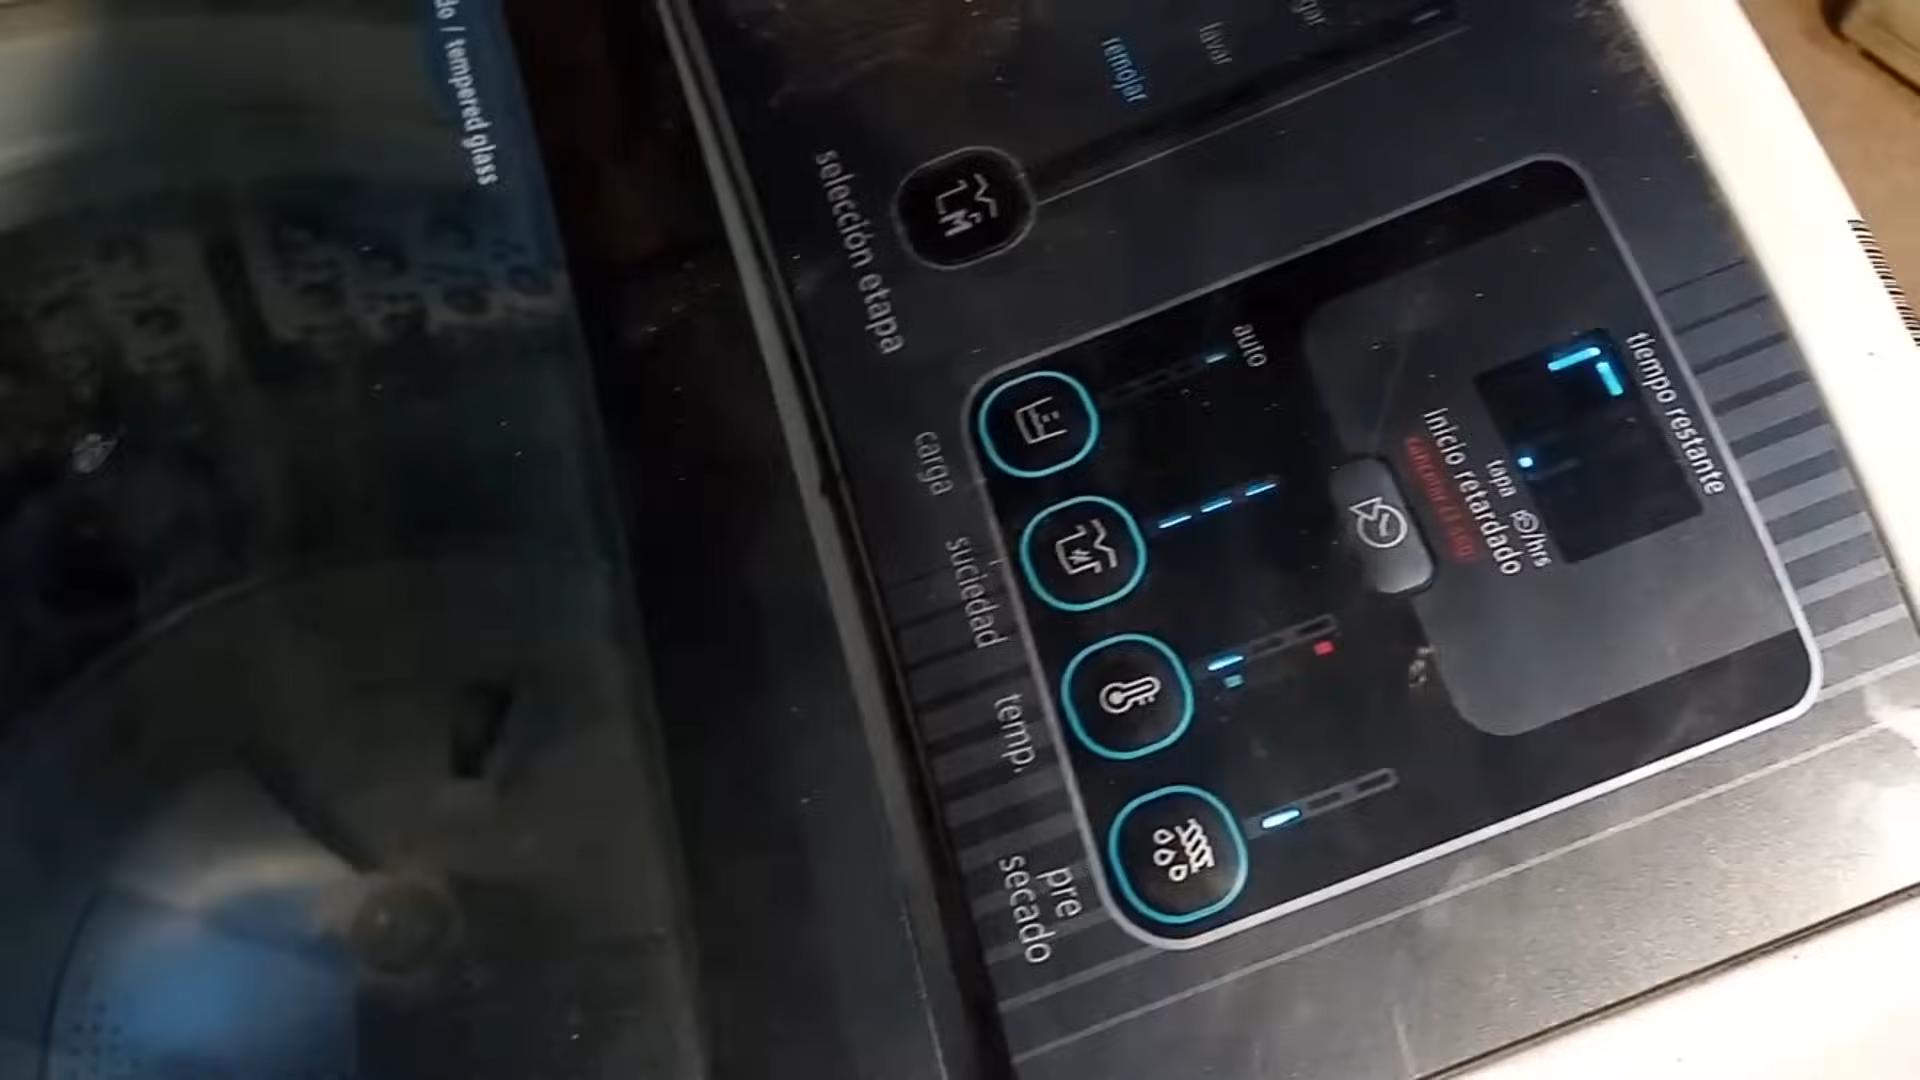 do / tempered glass
remojar
lavar
selección etapa
auto
carga
suciedad
temp.
pre
secado
tiempo restante
tapa
/hrs
inicio retardado